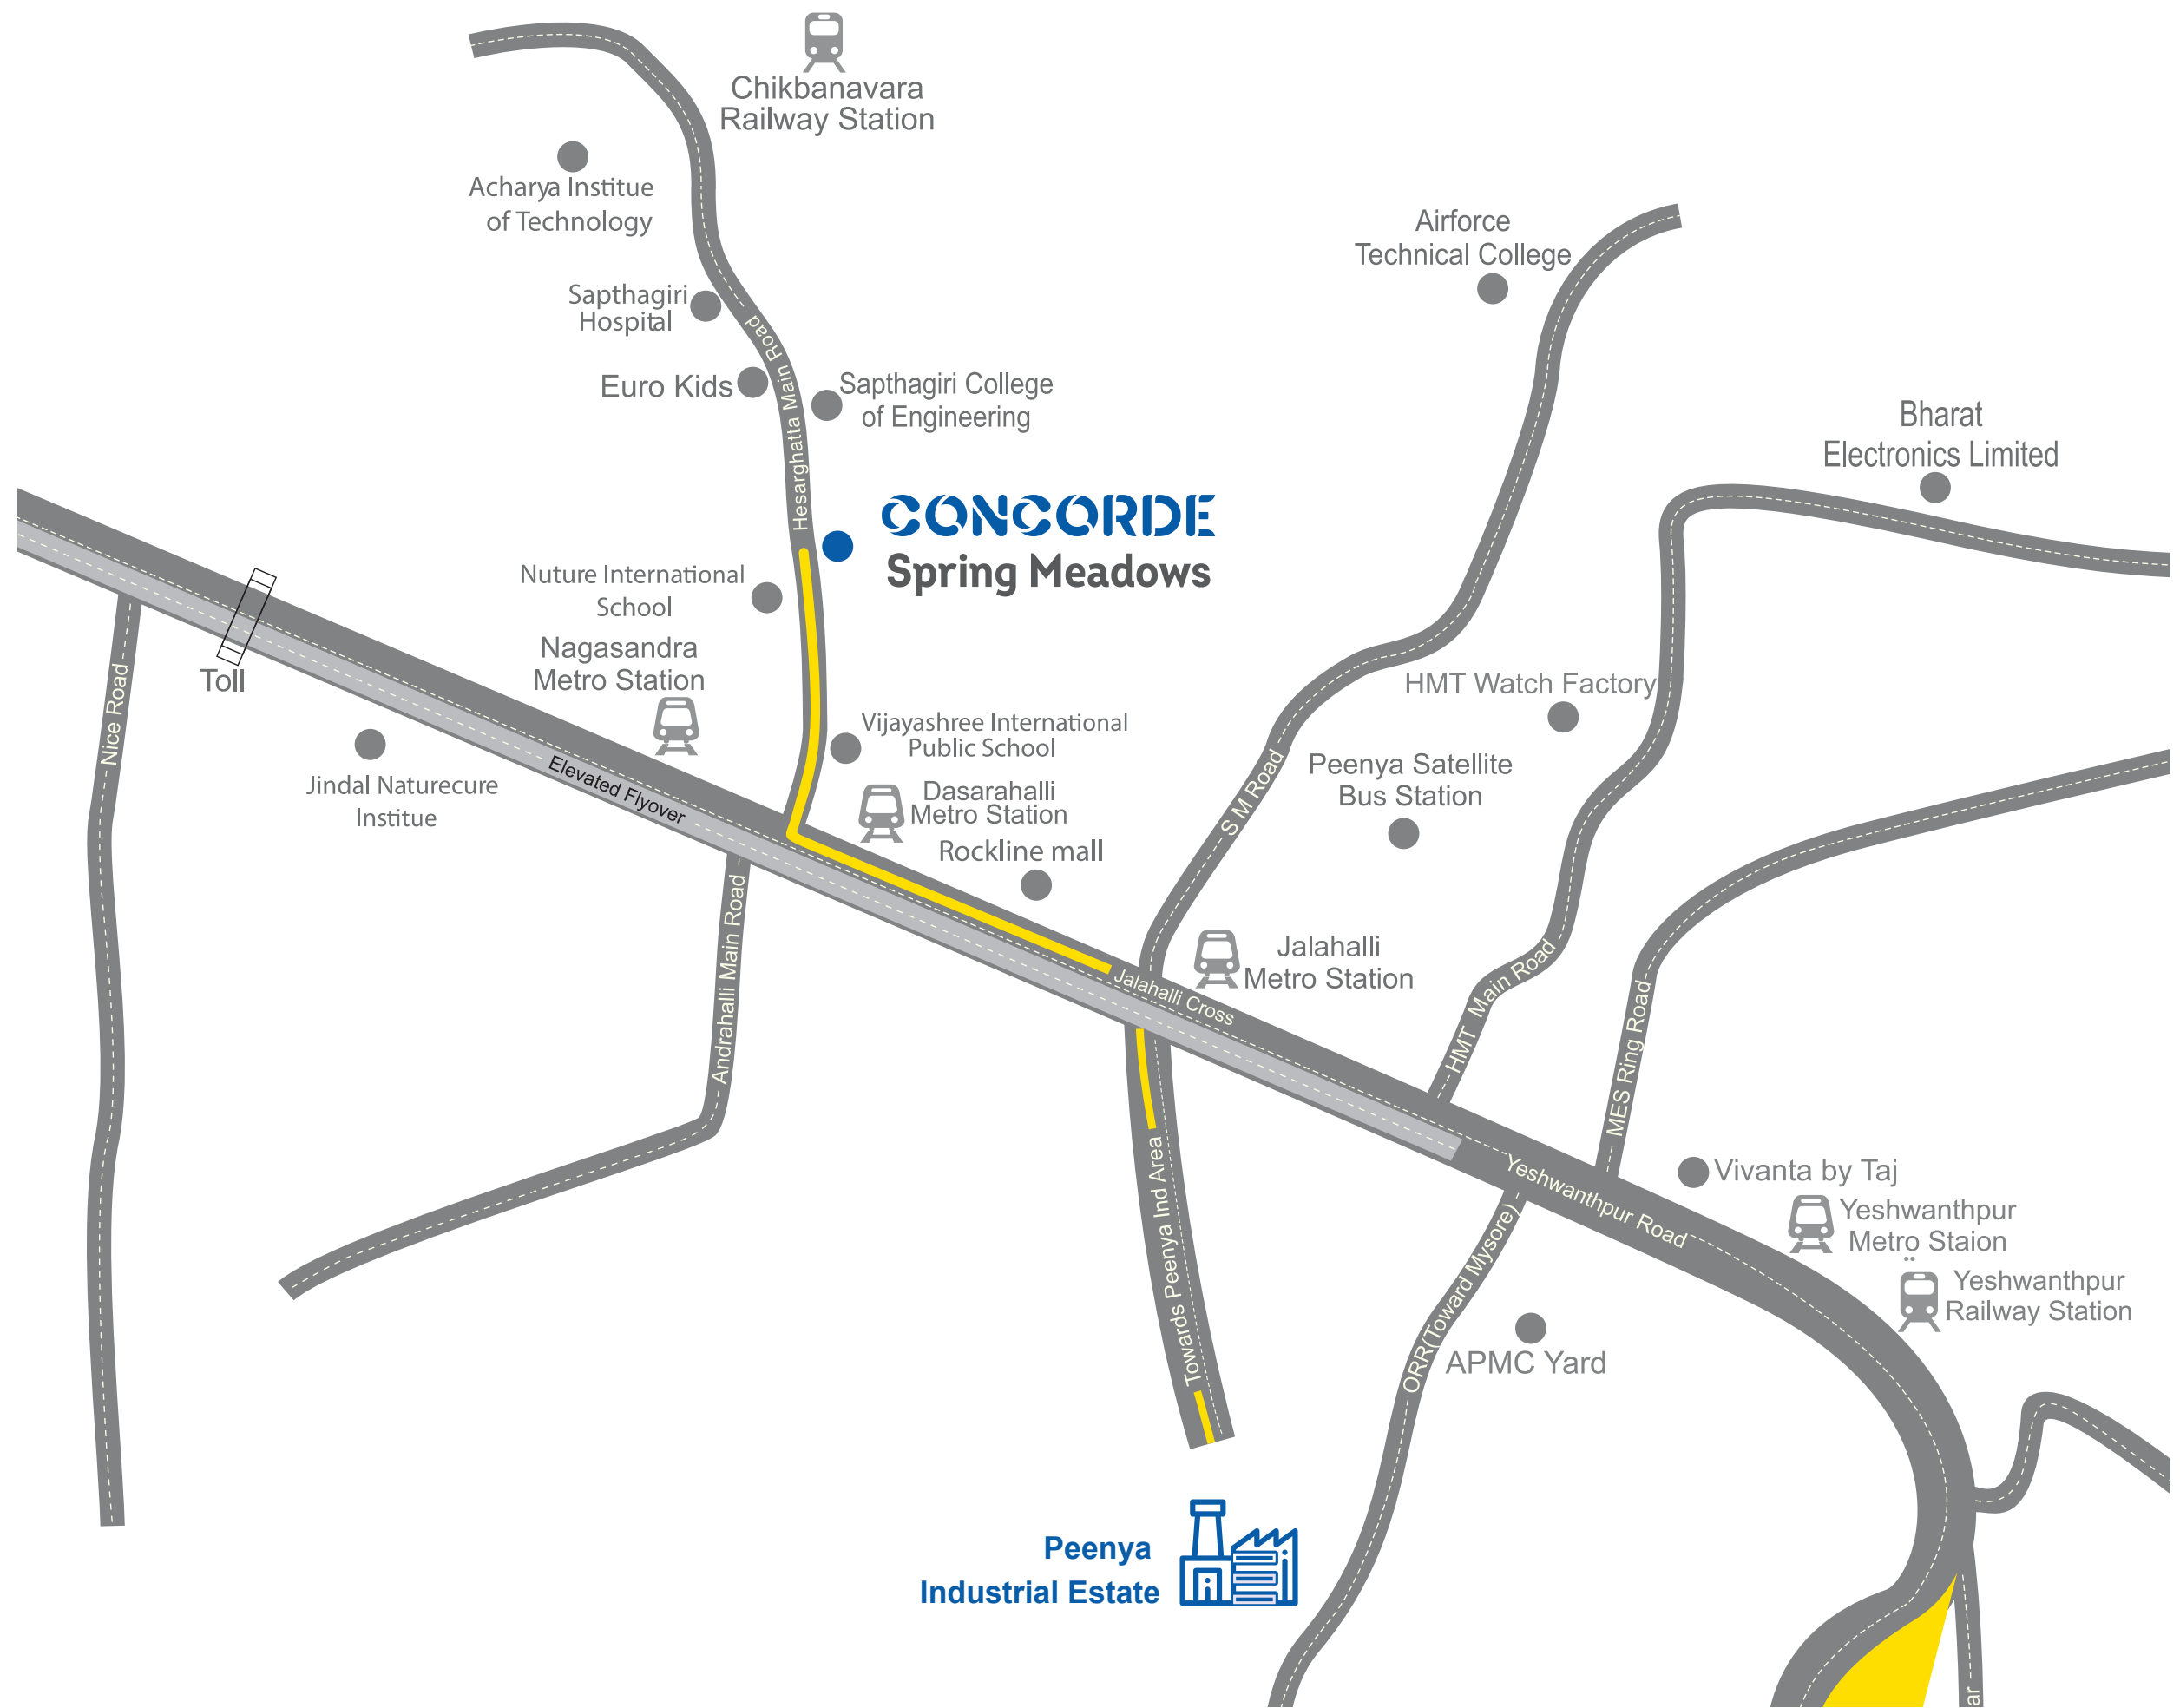 Chikbanavara
Railway Station
Acharya Institue
of Technology
Airforce
Technical College
Sapthagiri
Hospital
Hesarghatta Main Road
Euro Kids
Sapthagiri College
of Engineering
Bharat
Electronics Limited
CONCORDE
Spring Meadows
Nuture International
School
Nagasandra
Metro Station
Toll
Nice Road
HMT Watch Factory
Vijayashree International
Public School
Peenya Satellite
Bus Station
S M Road
Jindal Naturecure
Institue
Elevated Flyover
Dasarahalli
Metro Station
Rockline mall
Andrahalli Main Road
Jalahalli
Metro Station
Jalahalli Cross
HMT Main Road
MES Ring Road
Vivanta by Taj
Yeshwanthpur Road
Yeshwanthpur
Metro Staion
Towards Peenya Ind Area
ORR(Toward Mysore)
Yeshwanthpur
Railway Station
APMC Yard
Peenya
Industrial Estate
ar